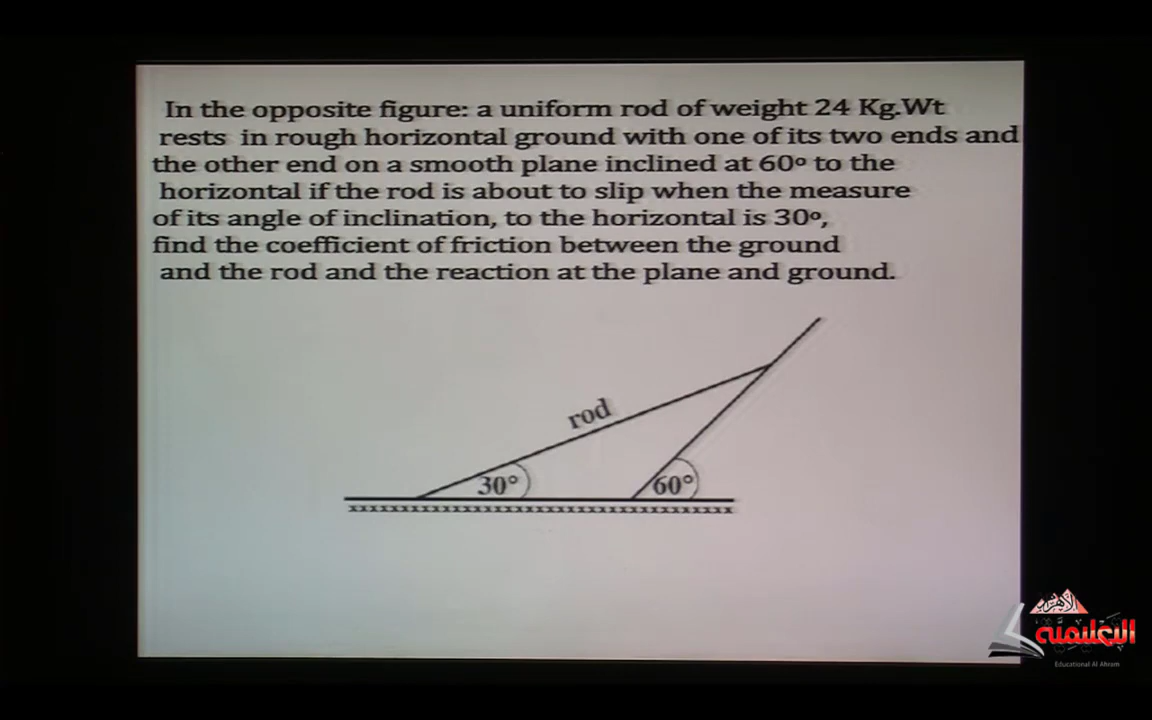 In the opposite figure: a uniform rod of weight 24 Kg.Wt
rests in rough horizontal ground with one of its two ends and
the other end on a smooth plane inclined at 60º to the
horizontal if the rod is about to slip when the measure
of its angle of inclination, to the horizontal is 30º,
find the coefficient of friction between the ground
and the rod and the reaction at the plane and ground.
rod
30°
60°
الأهرام
التعليمية
Educational Al Ahram